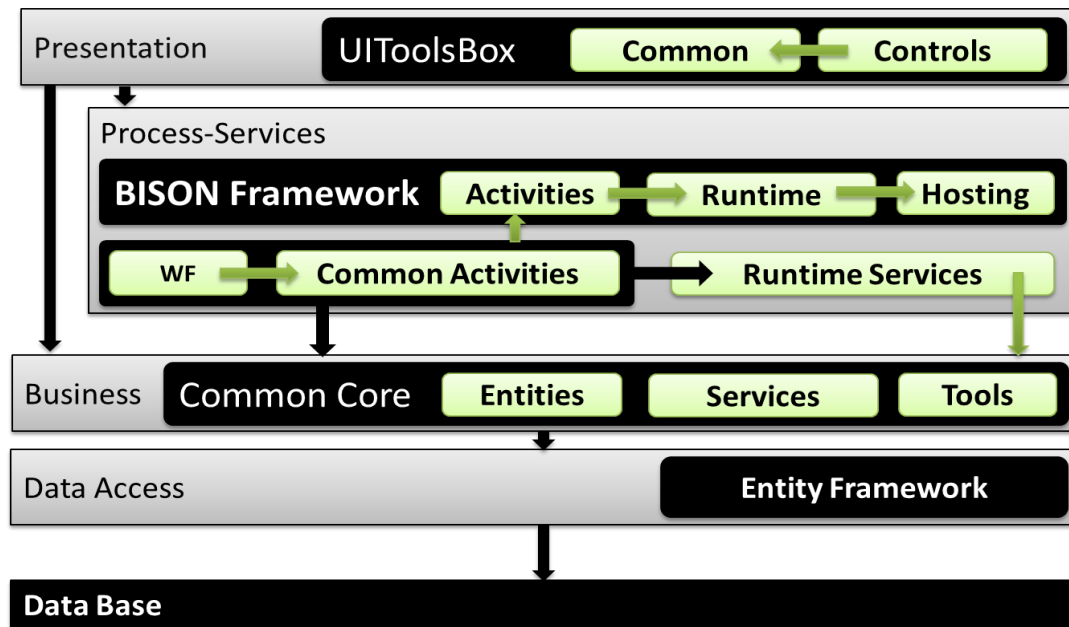 Presentation UIToolsBox Common Controls
Process-Services
BISON Framework Activities Runtime Hosting
WF Common Activities Runtime Services
Business Common Core Entities Services Tools
Data Access Entity Framework
Data Base